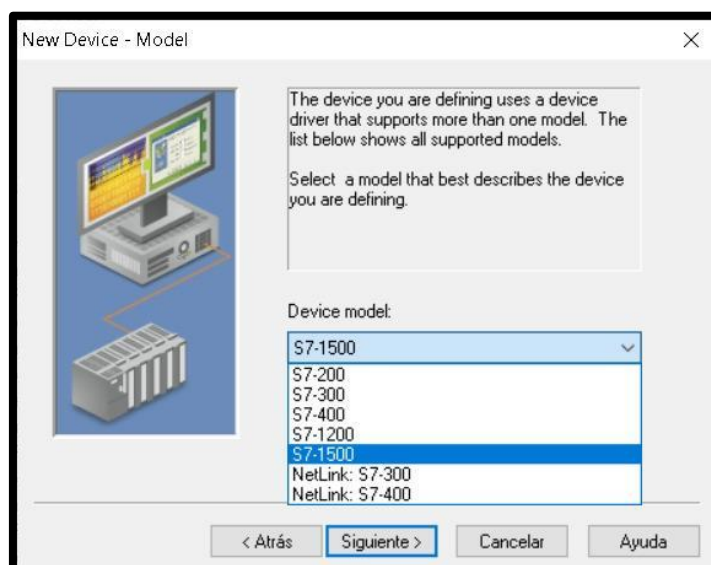 New Device - Model
The device you are defining uses a device
driver that supports more than one model. The
list below shows all supported models.
Select a model that best describes the device
you are defining.
Device model:
S7-1500
S7-200
S7-300
S7-400
S7-1200
S7-1500
NetLink: S7-300
NetLink: S7-400
< Atrás
Siguiente >
Cancelar
Ayuda